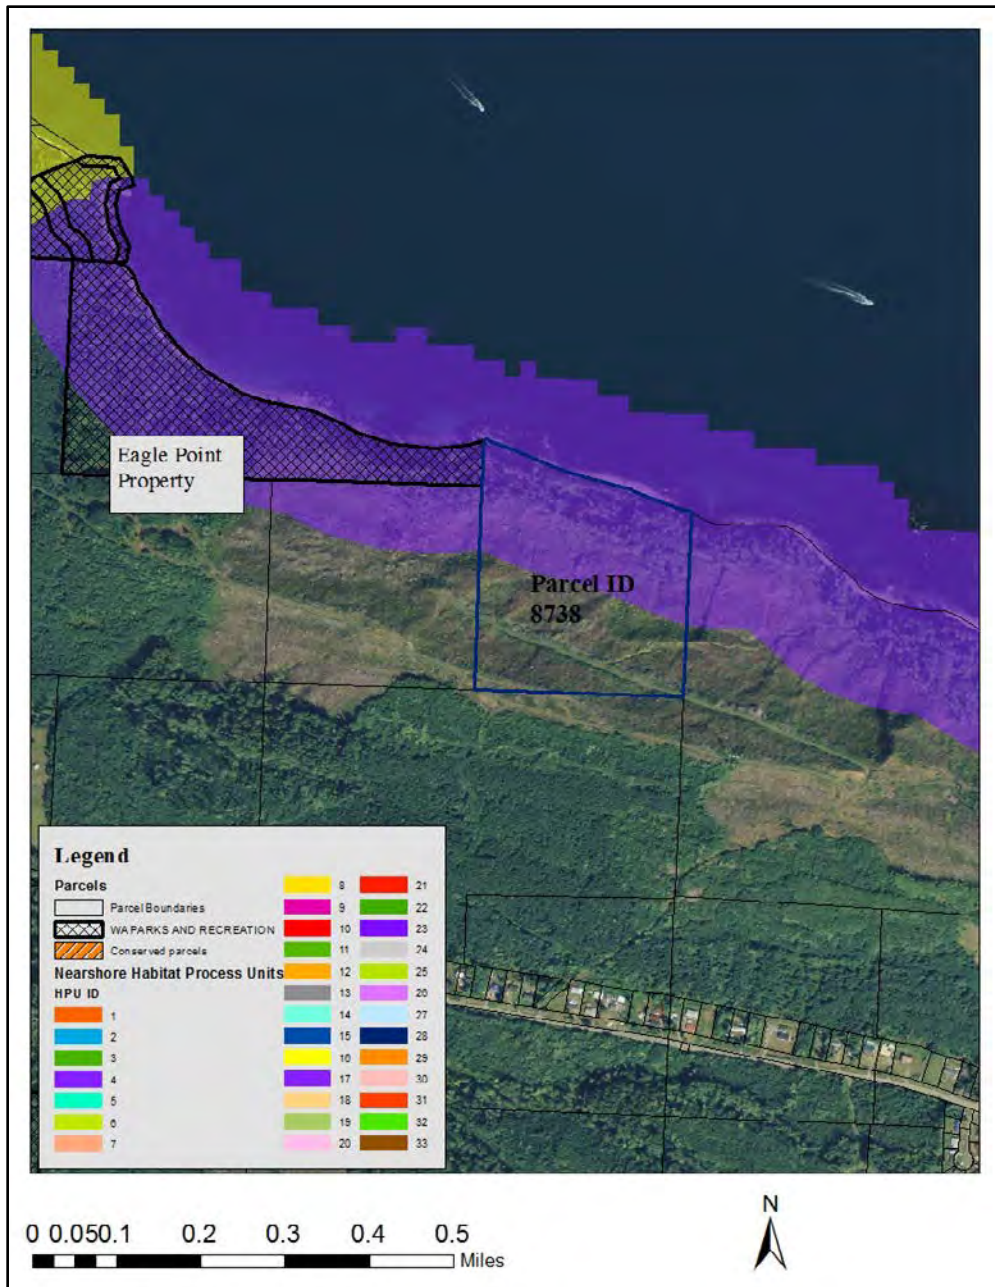 Eagle Point
Property
Parcel ID
8738
Legend
Parcels
Parcel Boundaries
WA PARKS AND RECREATION
Conserved parcels
Nearshore Habitat Process Units
HPU ID
1
2
3
4
5
6
7
8
9
10
11
12
13
14
15
16
17
18
19
20
21
22
23
24
25
26
27
28
29
30
31
32
33
0 0.05 0.1 0.2 0.3 0.4 0.5
Miles
N